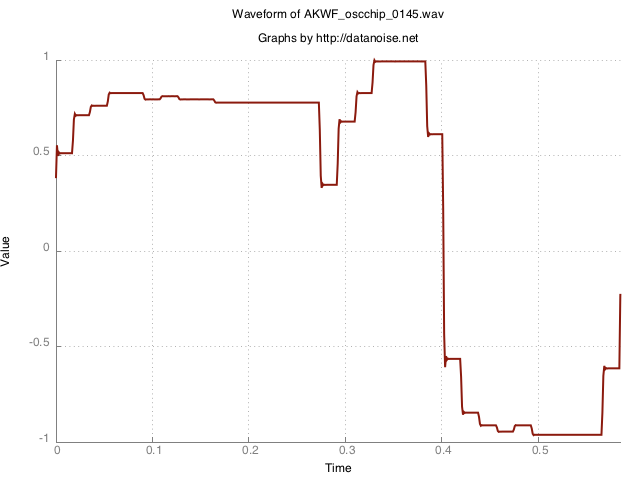 Waveform of AKWF_oscchip_0145.wav
Graphs by http://datanoise.net
1
0.5
0
-0.5
-1
Value
0
0.1
0.2
0.3
0.4
0.5
Time